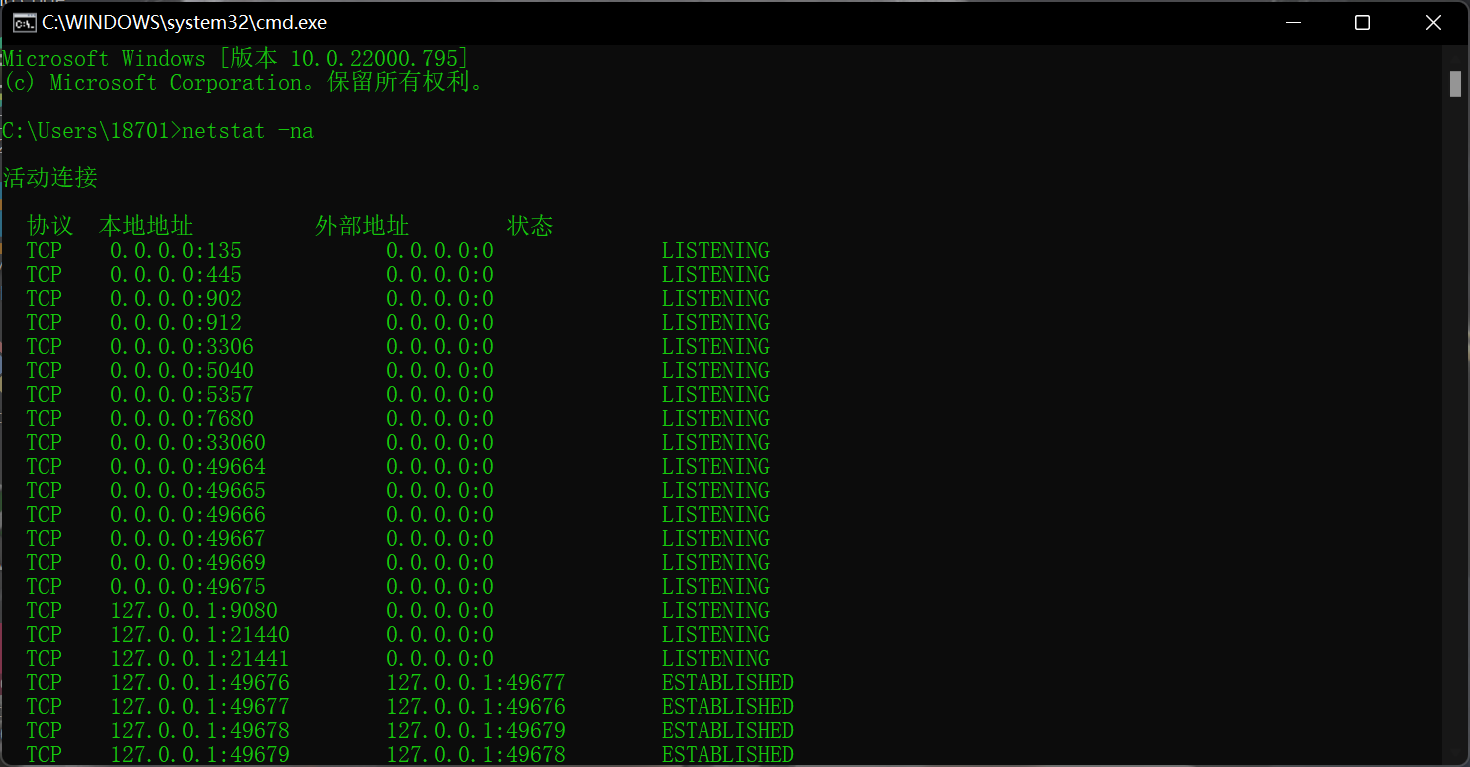 C:\WINDOWS\system32\cmd.exe
Microsoft Windows [版本 10.0.22000.795]
(c) Microsoft Corporation。保留所有权利。
C:\Users\18701>netstat -na
活动连接
协议 本地地址 外部地址 状态
TCP 0.0.0.0:135 0.0.0.0:0 LISTENING
TCP 0.0.0.0:445 0.0.0.0:0 LISTENING
TCP 0.0.0.0:902 0.0.0.0:0 LISTENING
TCP 0.0.0.0:912 0.0.0.0:0 LISTENING
TCP 0.0.0.0:3306 0.0.0.0:0 LISTENING
TCP 0.0.0.0:5040 0.0.0.0:0 LISTENING
TCP 0.0.0.0:5357 0.0.0.0:0 LISTENING
TCP 0.0.0.0:7680 0.0.0.0:0 LISTENING
TCP 0.0.0.0:33060 0.0.0.0:0 LISTENING
TCP 0.0.0.0:49664 0.0.0.0:0 LISTENING
TCP 0.0.0.0:49665 0.0.0.0:0 LISTENING
TCP 0.0.0.0:49666 0.0.0.0:0 LISTENING
TCP 0.0.0.0:49667 0.0.0.0:0 LISTENING
TCP 0.0.0.0:49669 0.0.0.0:0 LISTENING
TCP 0.0.0.0:49675 0.0.0.0:0 LISTENING
TCP 127.0.0.1:9080 0.0.0.0:0 LISTENING
TCP 127.0.0.1:21440 0.0.0.0:0 LISTENING
TCP 127.0.0.1:21441 0.0.0.0:0 LISTENING
TCP 127.0.0.1:49676 127.0.0.1:49677 ESTABLISHED
TCP 127.0.0.1:49677 127.0.0.1:49676 ESTABLISHED
TCP 127.0.0.1:49678 127.0.0.1:49679 ESTABLISHED
TCP 127.0.0.1:49679 127.0.0.1:49678 ESTABLISHED